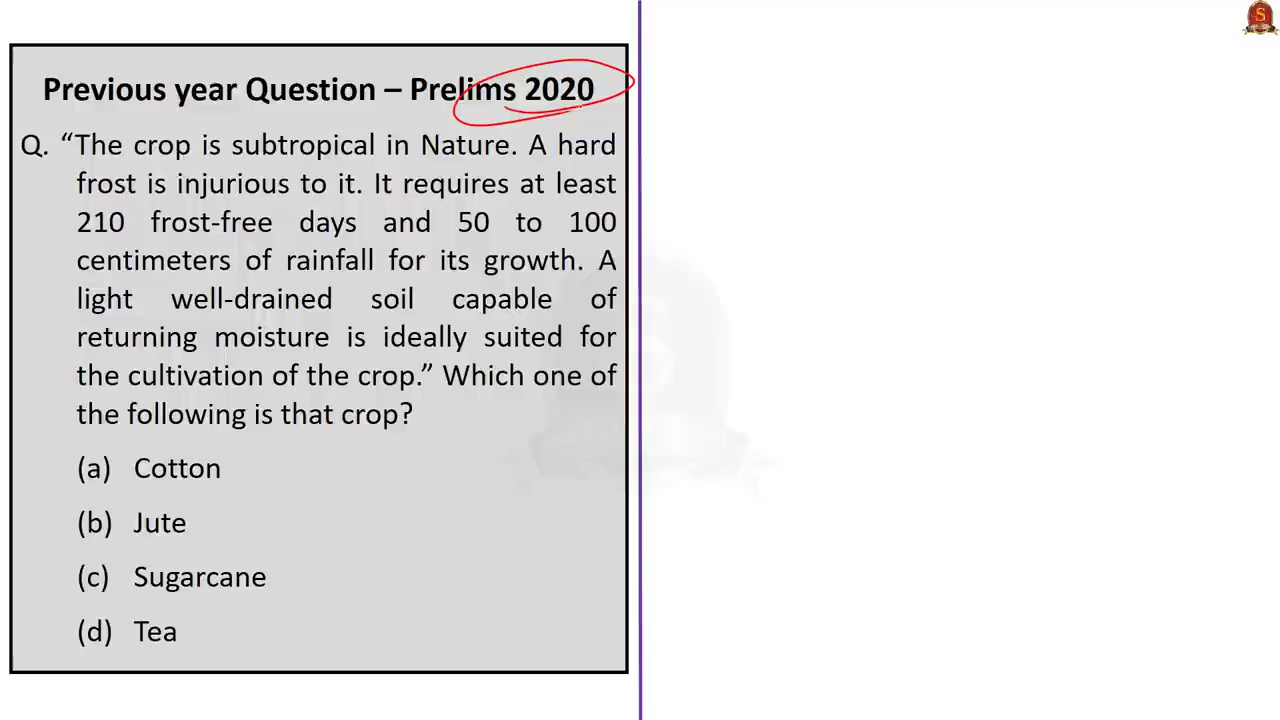 Previous year Question – Prelims 2020
Q. “The crop is subtropical in Nature. A hard
frost is injurious to it. It requires at least
210 frost-free days and 50 to 100
centimeters of rainfall for its growth. A
light well-drained soil capable of
returning moisture is ideally suited for
the cultivation of the crop.” Which one of
the following is that crop?
(a) Cotton
(b) Jute
(c) Sugarcane
(d) Tea
S